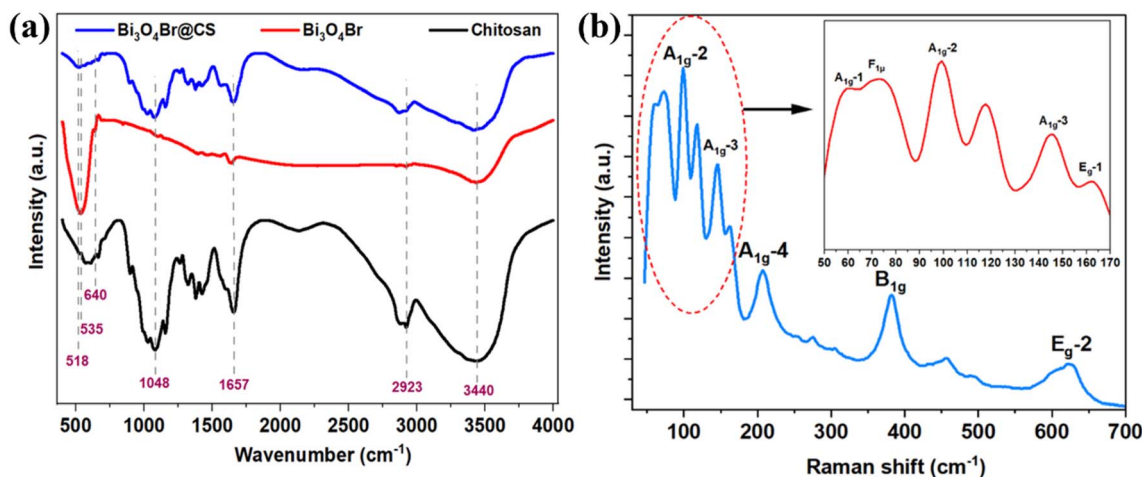 (a)
Bi₃O₄Br@CS Bi₃O₄Br Chitosan
Intensity (a.u.)
640
535
518
1048
1657
2923
3440
500 1000 1500 2000 2500 3000 3500 4000
Wavenumber (cm⁻¹)
(b)
A₁g-2
A₁g-3
A₁g-4
B₁g
Eg-2
Intensity (a.u.)
100 200 300 400 500 600 700
Raman shift (cm⁻¹)
A₁g-1
F₁µ
A₁g-2
A₁g-3
Eg-1
50 60 70 80 90 100 110 120 130 140 150 160 170